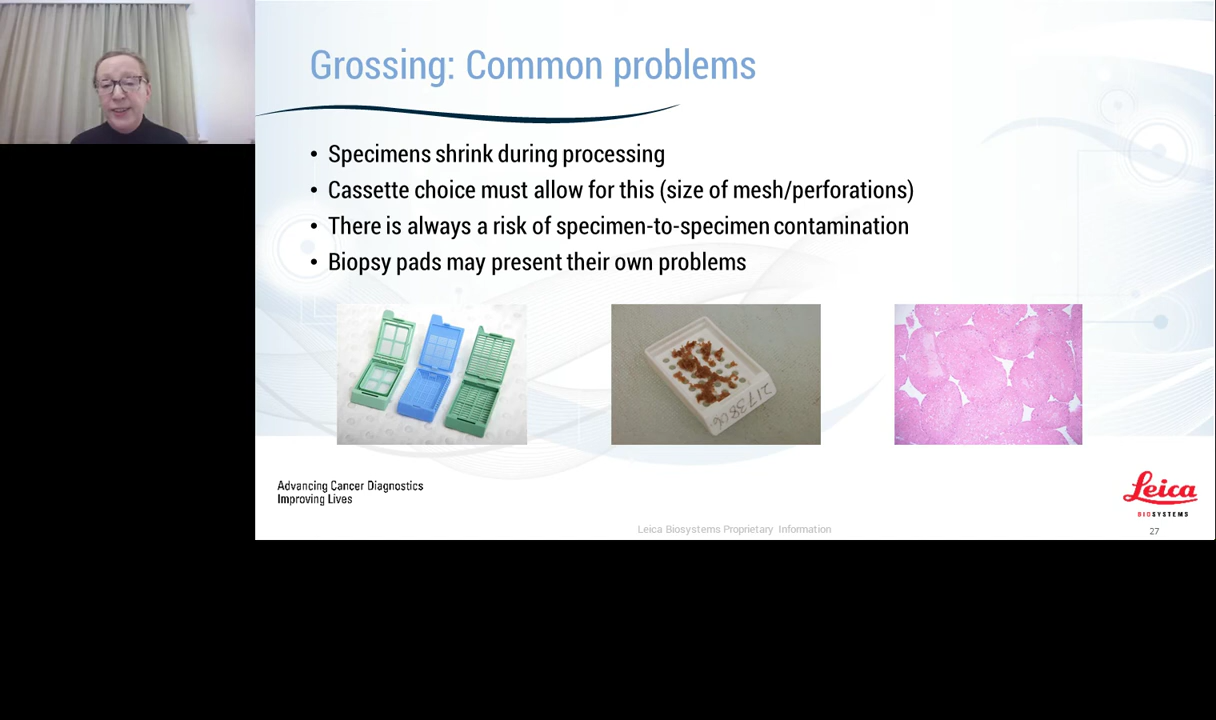 Grossing: Common problems
• Specimens shrink during processing
• Cassette choice must allow for this (size of mesh/perforations)
• There is always a risk of specimen-to-specimen contamination
• Biopsy pads may present their own problems
Advancing Cancer Diagnostics
Improving Lives
Leica
BIOSYSTEMS
Leica Biosystems Proprietary Information
27